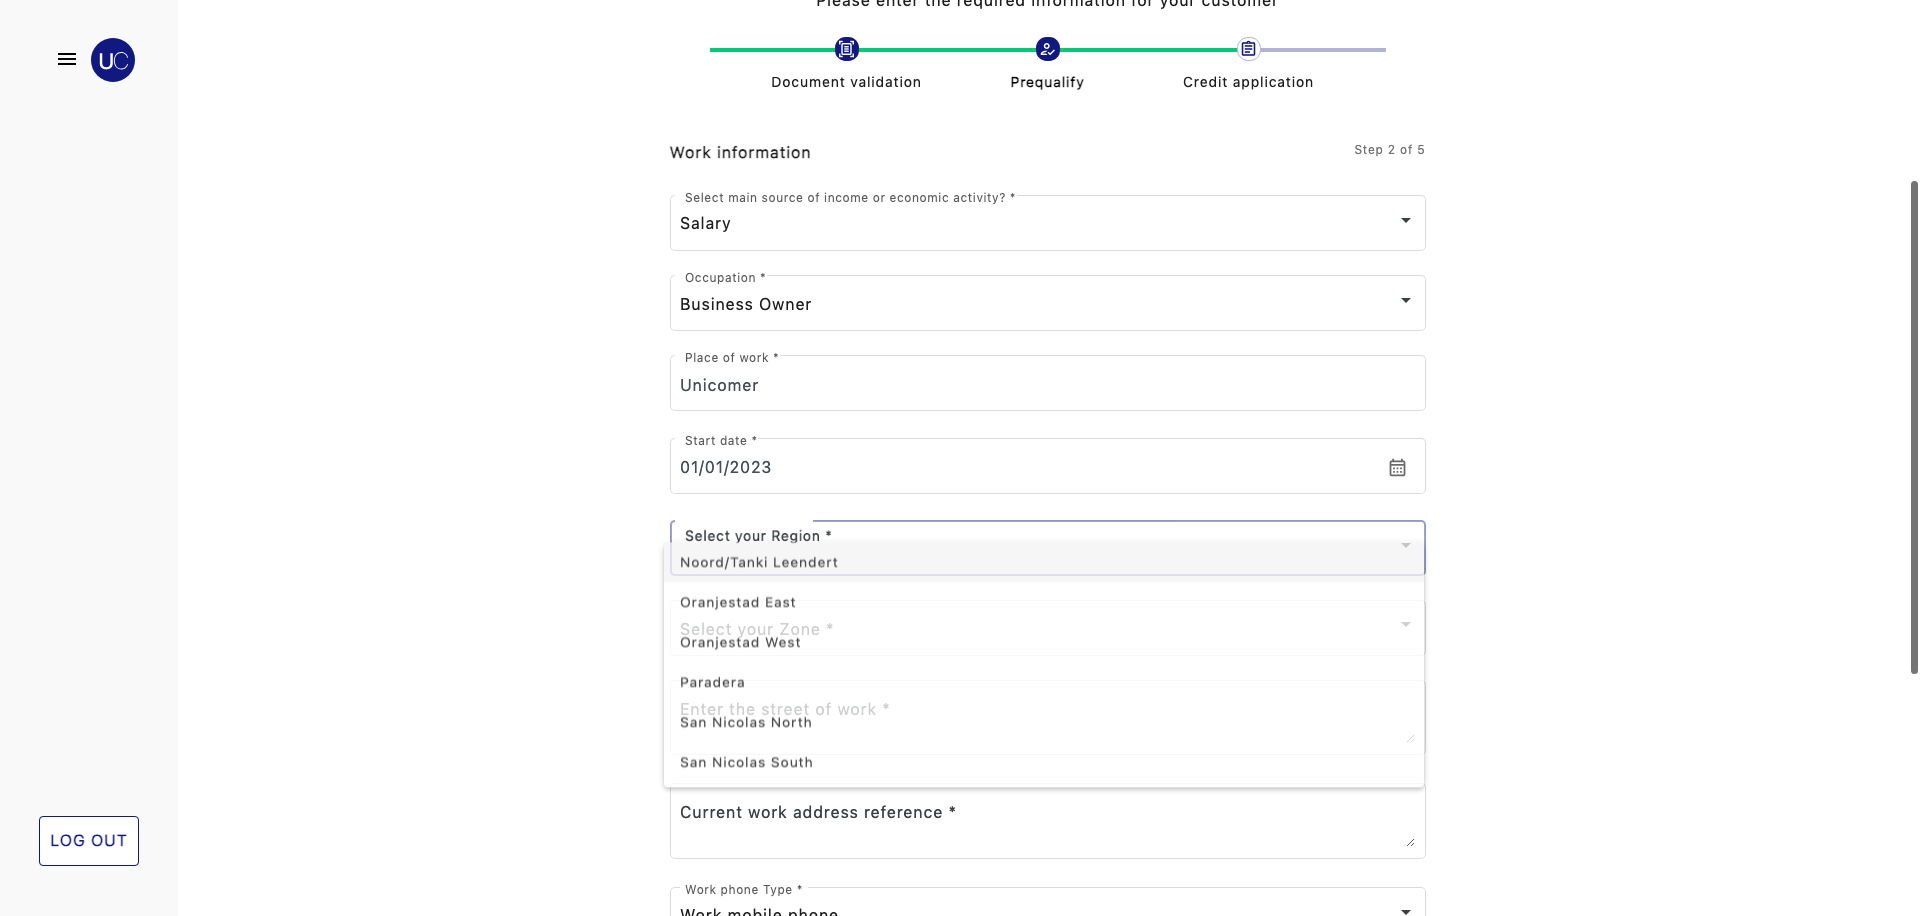 Please enter the required information for your customer
UC
Document validation
Prequalify
Credit application
Work information
Step 2 of 5
Select main source of income or economic activity? *
Salary
Occupation *
Business Owner
Place of work *
Unicomer
Start date *
01/01/2023
Select your Region *
Noord/Tanki Leendert
Oranjestad East
Select your Zone *
Oranjestad West
Paradera
Enter the street of work *
San Nicolas North
San Nicolas South
Current work address reference *
LOG OUT
Work phone Type *
Work mobile phone